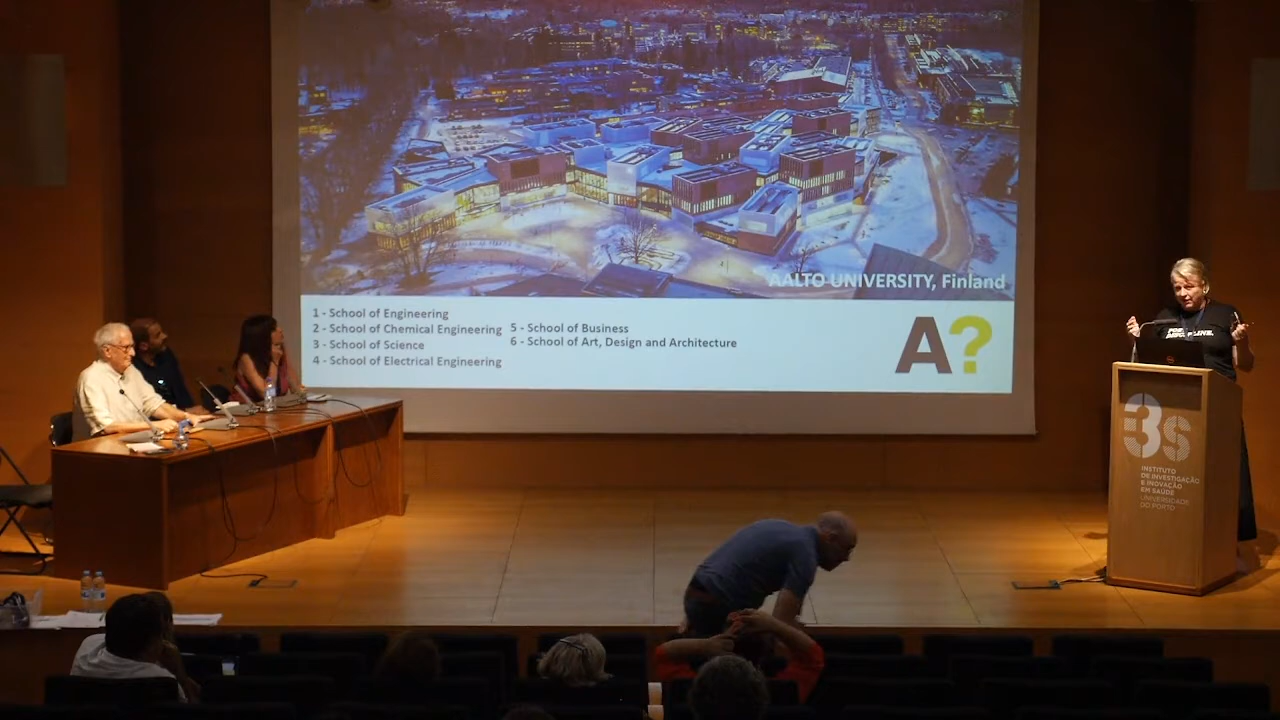 AALTO UNIVERSITY, Finland
1 - School of Engineering
2 - School of Chemical Engineering
3 - School of Science
4 - School of Electrical Engineering
5 - School of Business
6 - School of Art, Design and Architecture
A?
3s
INSTITUTO
DE INVESTIGAÇÃO
E INOVAÇÃO
EM SAÚDE
UNIVERSIDADE
DO PORTO